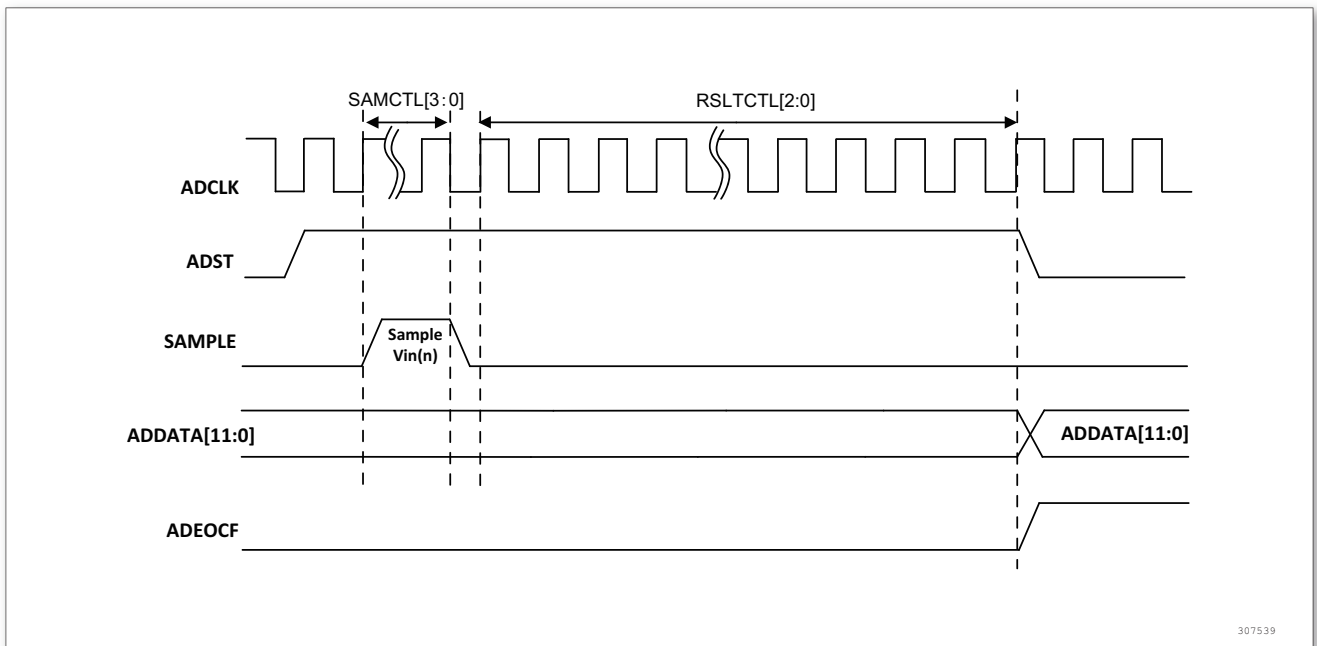 SAMCTL[3:0]
RSLTCTL[2:0]
ADCLK
ADST
SAMPLE
Sample
Vin(n)
ADDATA[11:0]
ADDATA[11:0]
ADEOCF
307539